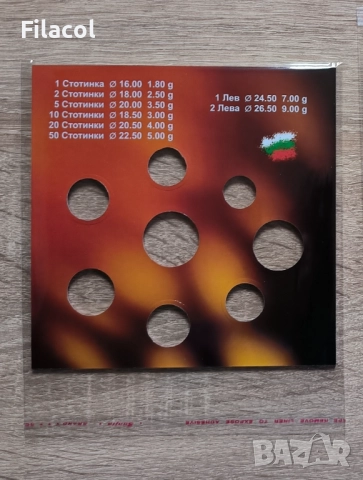 Filacol
1 Стотинка ⌀ 16.00 1.80 g
2 Стотинки ⌀ 18.00 2.50 g
5 Стотинки ⌀ 20.00 3.50 g
10 Стотинки ⌀ 18.50 3.00 g
20 Стотинки ⌀ 20.50 4.00 g
50 Стотинки ⌀ 22.50 5.00 g
1 Лев ⌀ 24.50 7.00 g
2 Лева ⌀ 26.50 9.00 g
BAZAR